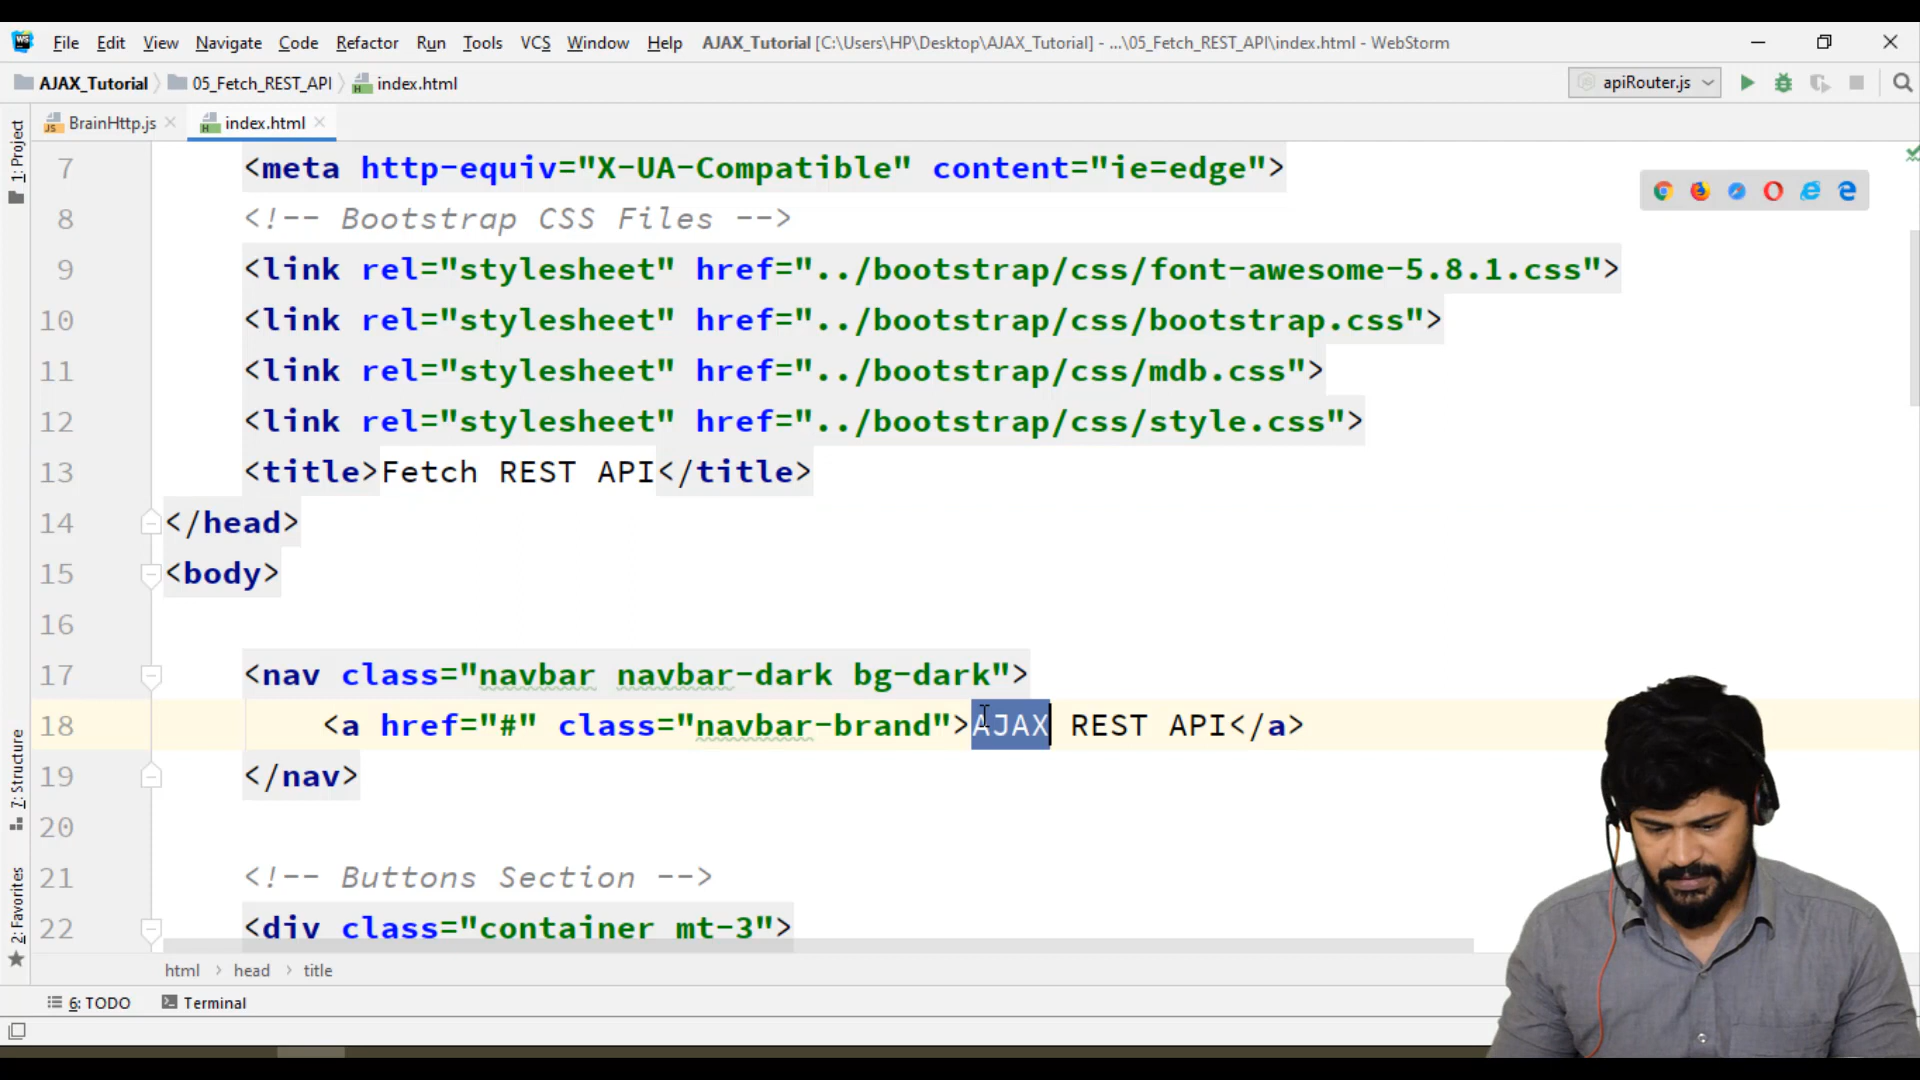 WS File Edit View Navigate Code Refactor Run Tools VCS Window Help AJAX_Tutorial [C:\Users\HP\Desktop\AJAX_Tutorial] - ...\05_Fetch_REST_API\index.html - WebStorm
AJAX_Tutorial 05_Fetch_REST_API index.html apiRouter.js
BrainHttp.js index.html
1: Project
7: Structure
2: Favorites
7 <meta http-equiv="X-UA-Compatible" content="ie=edge">
8 <!-- Bootstrap CSS Files -->
9 <link rel="stylesheet" href="../bootstrap/css/font-awesome-5.8.1.css">
10 <link rel="stylesheet" href="../bootstrap/css/bootstrap.css">
11 <link rel="stylesheet" href="../bootstrap/css/mdb.css">
12 <link rel="stylesheet" href="../bootstrap/css/style.css">
13 <title>Fetch REST API</title>
14 </head>
15 <body>
16
17 <nav class="navbar navbar-dark bg-dark">
18 <a href="#" class="navbar-brand">AJAX REST API</a>
19 </nav>
20
21 <!-- Buttons Section -->
22 <div class="container mt-3">
html › head › title
6: TODO Terminal